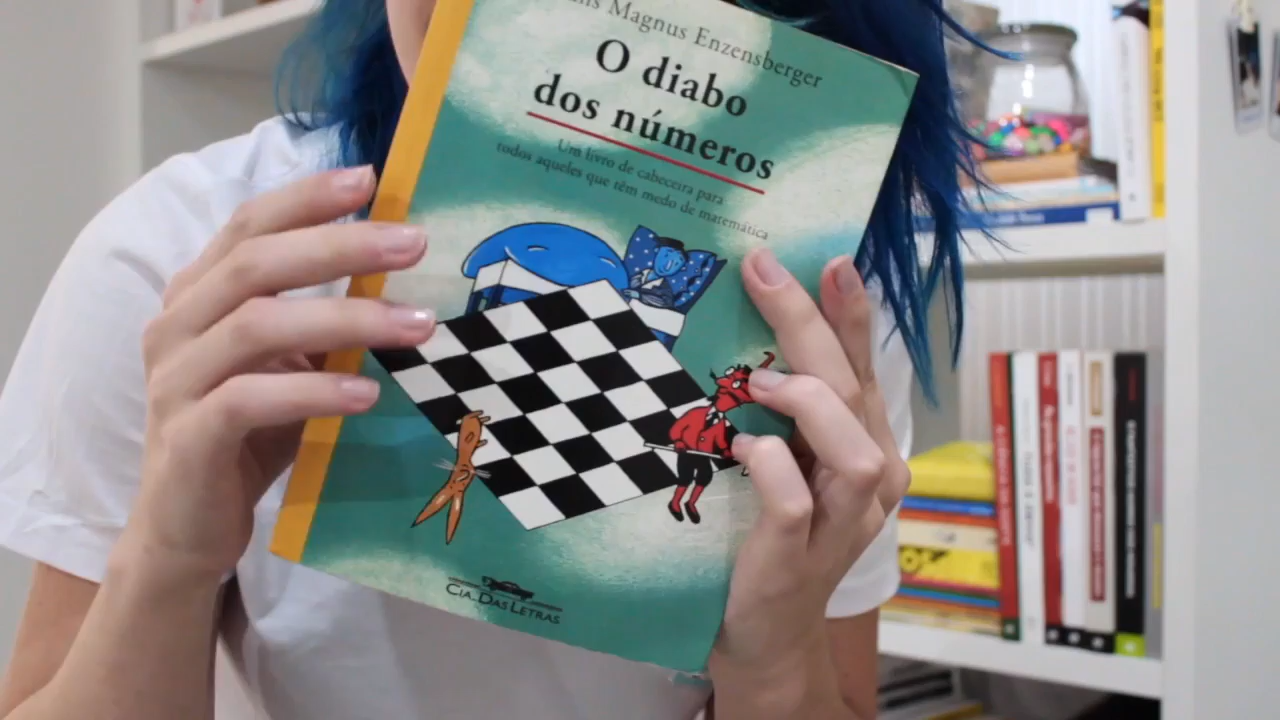 Magnus Enzensberger
O diabo
dos números
Um livro de cabeceira para
todos aqueles que têm medo de matemática
CIA. DAS LETRAS